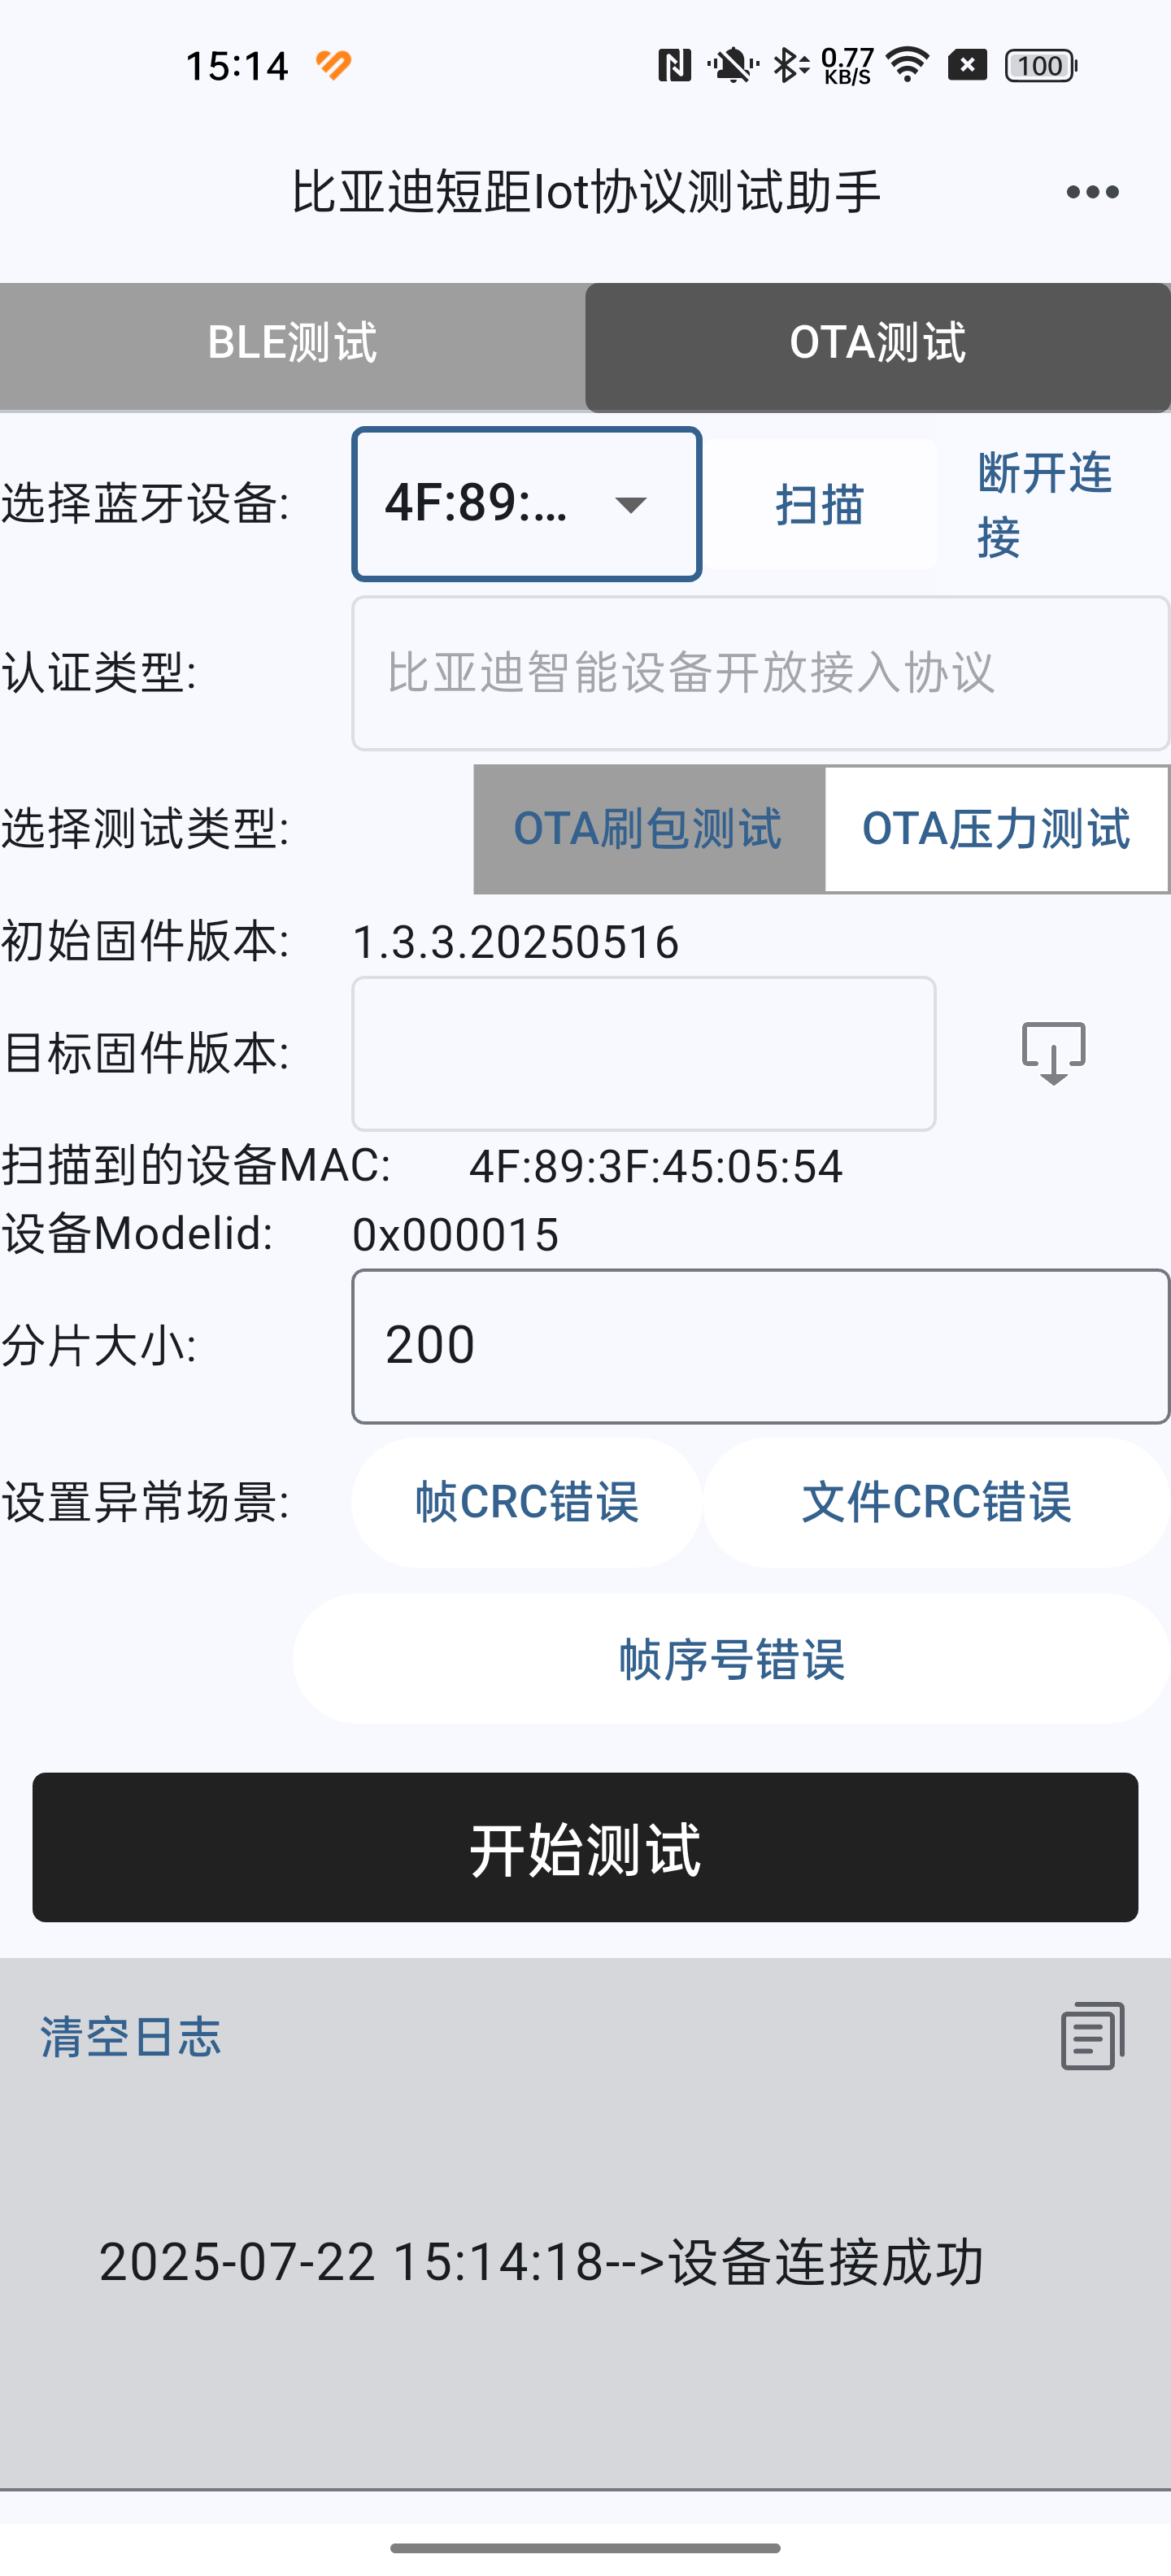 15:14
0.77
KB/S
100
比亚迪短距Iot协议测试助手
BLE测试
OTA测试
选择蓝牙设备:
4F:89:...
扫描
断开连
接
认证类型:
比亚迪智能设备开放接入协议
选择测试类型:
OTA刷包测试
OTA压力测试
初始固件版本:
1.3.3.20250516
目标固件版本:
扫描到的设备MAC:
4F:89:3F:45:05:54
设备Modelid:
0x000015
分片大小:
200
设置异常场景:
帧CRC错误
文件CRC错误
帧序号错误
开始测试
清空日志
2025-07-22 15:14:18-->设备连接成功